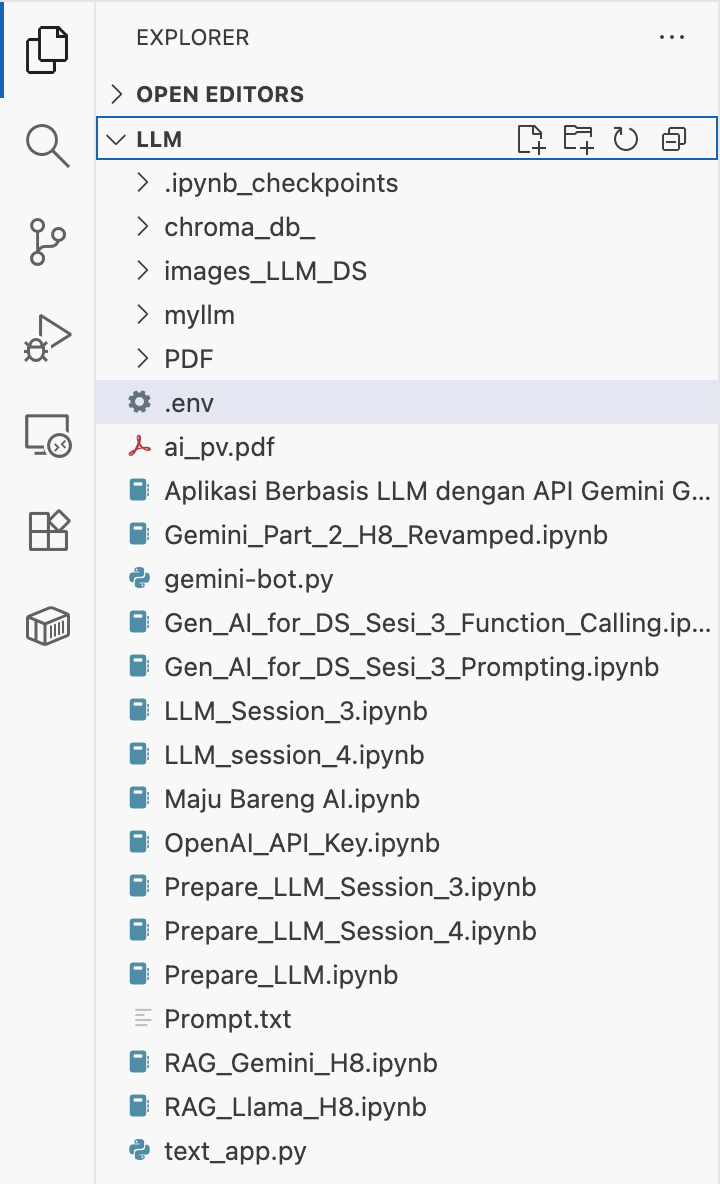 EXPLORER
OPEN EDITORS
LLM
.ipynb_checkpoints
chroma_db_
images_LLM_DS
myllm
PDF
.env
ai_pv.pdf
Aplikasi Berbasis LLM dengan API Gemini G...
Gemini_Part_2_H8_Revamped.ipynb
gemini-bot.py
Gen_AI_for_DS_Sesi_3_Function_Calling.ip...
Gen_AI_for_DS_Sesi_3_Prompting.ipynb
LLM_Session_3.ipynb
LLM_session_4.ipynb
Maju Bareng AI.ipynb
OpenAI_API_Key.ipynb
Prepare_LLM_Session_3.ipynb
Prepare_LLM_Session_4.ipynb
Prepare_LLM.ipynb
Prompt.txt
RAG_Gemini_H8.ipynb
RAG_Llama_H8.ipynb
text_app.py